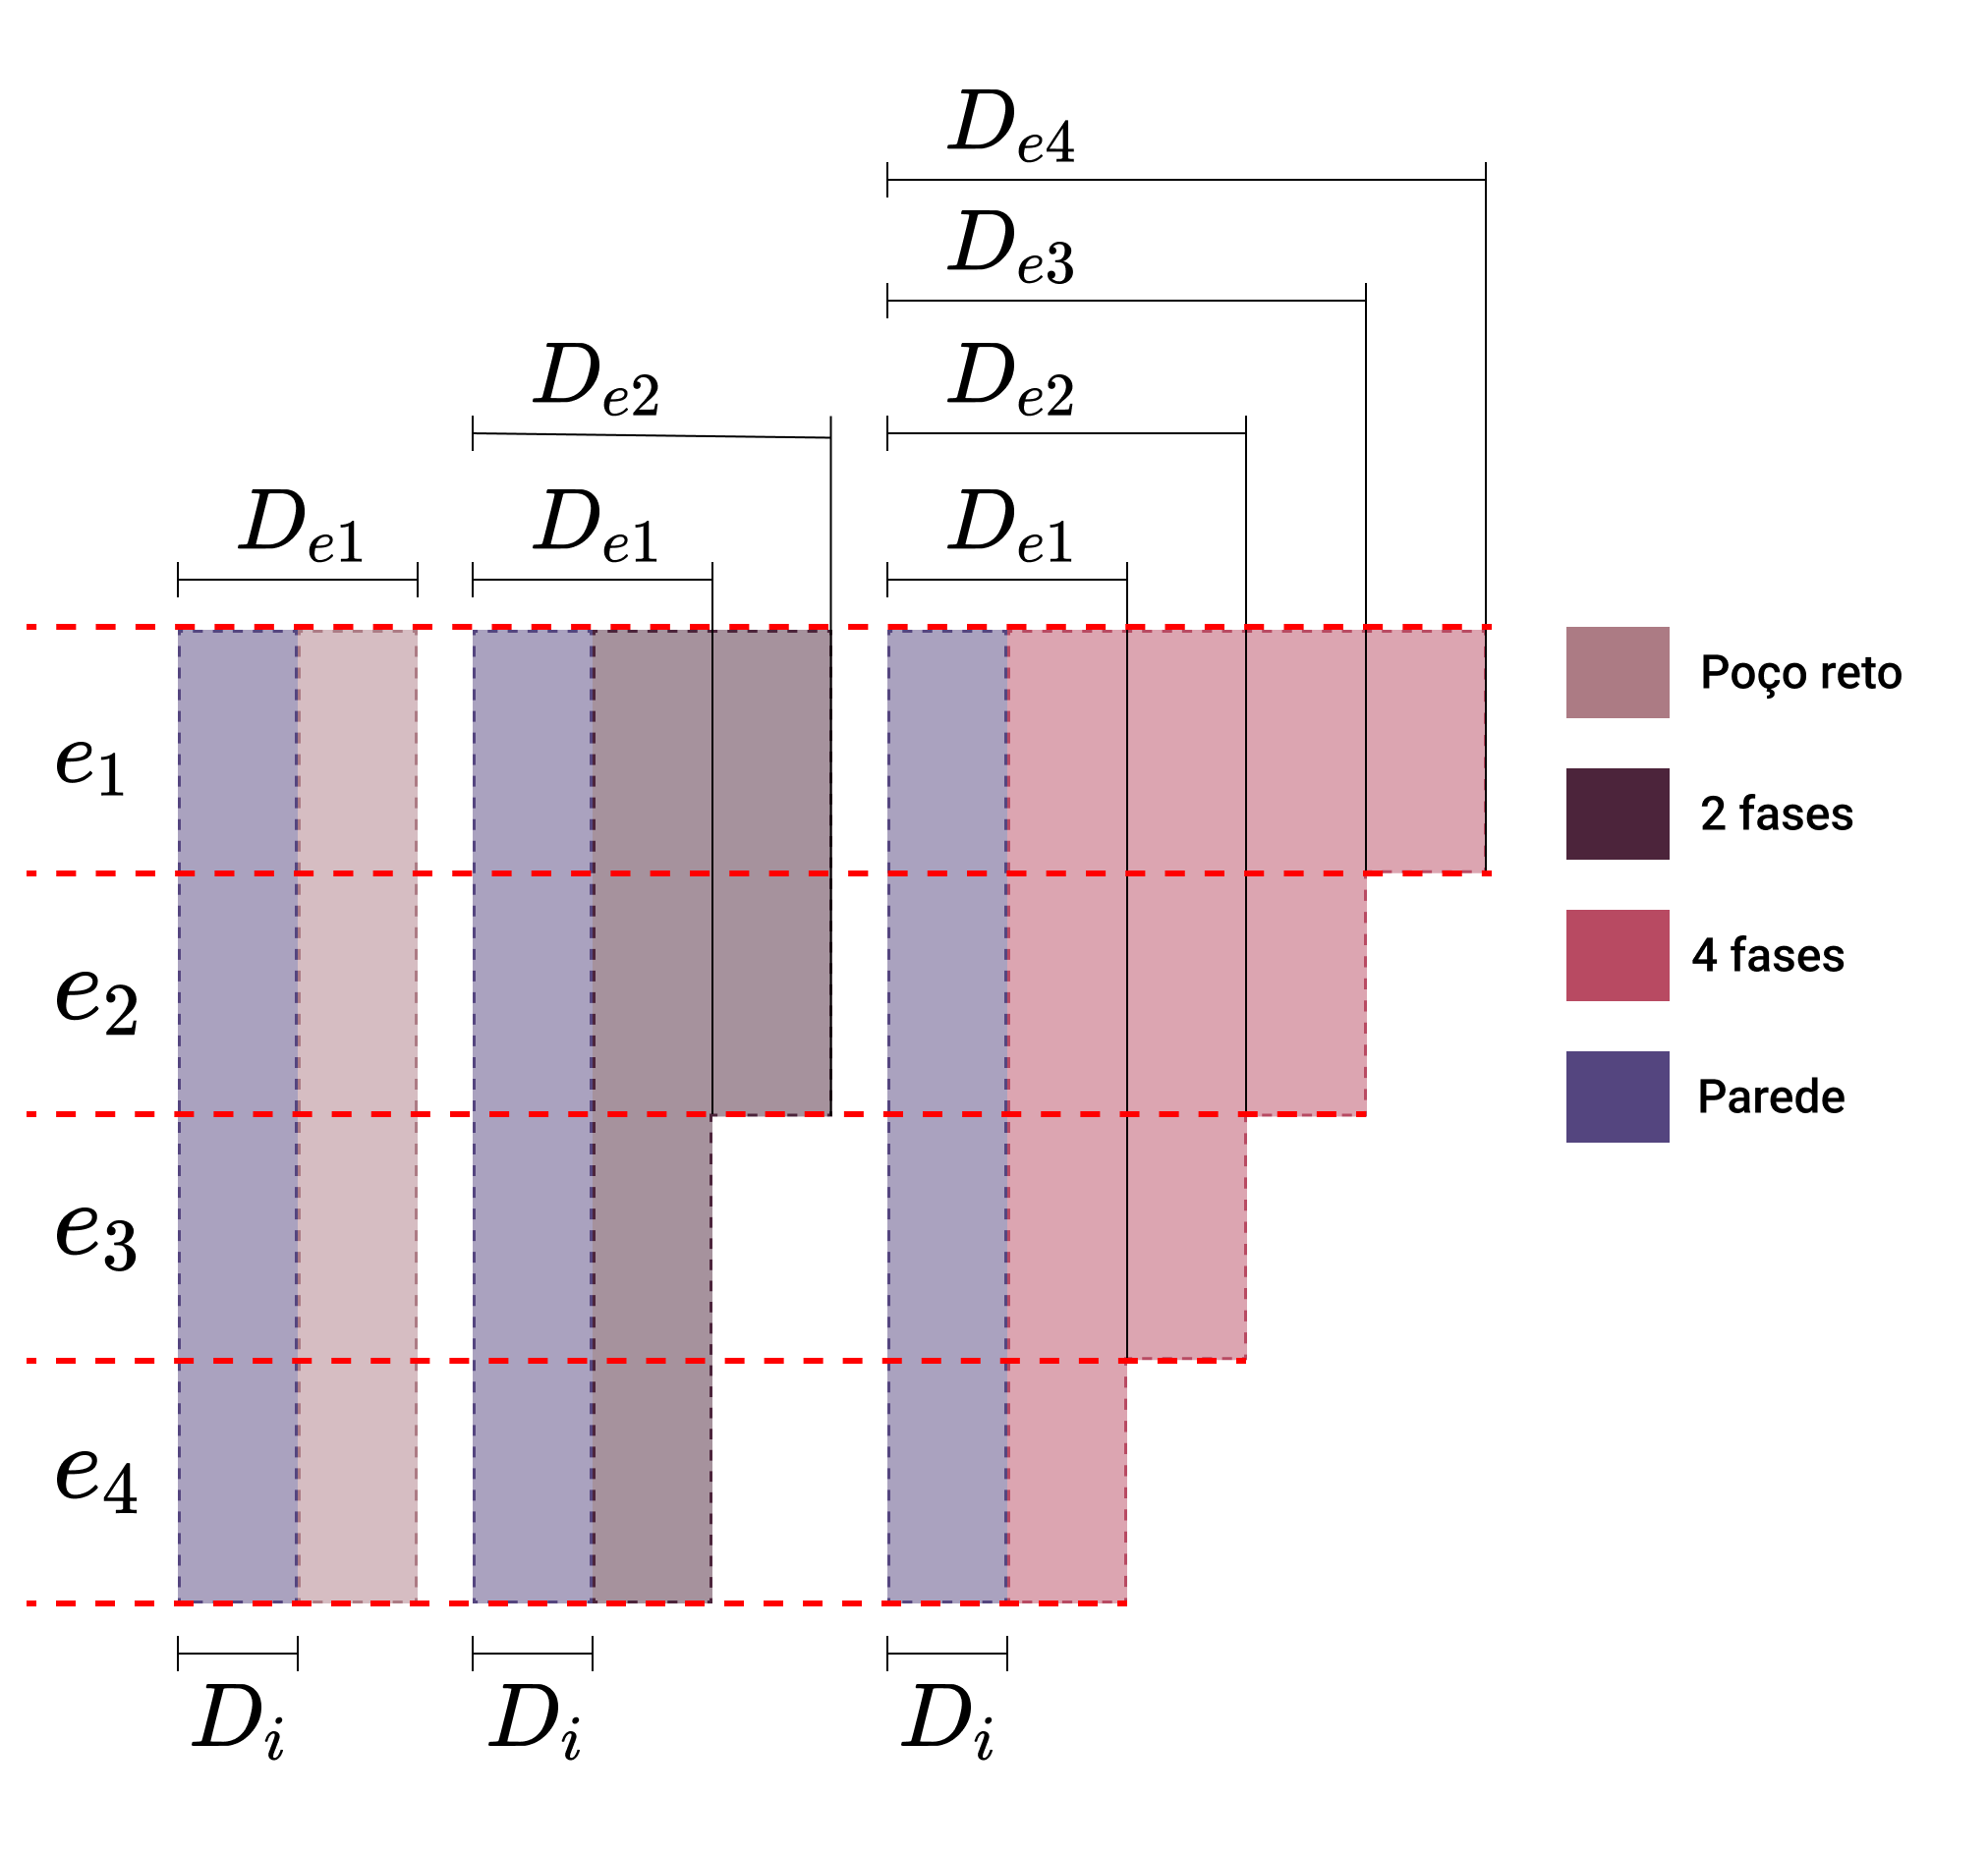 D_{e4}
D_{e3}
D_{e2} D_{e2}
D_{e1} D_{e1} D_{e1}
e_1
e_2
e_3
e_4
D_i D_i D_i
Poço reto
2 fases
4 fases
Parede